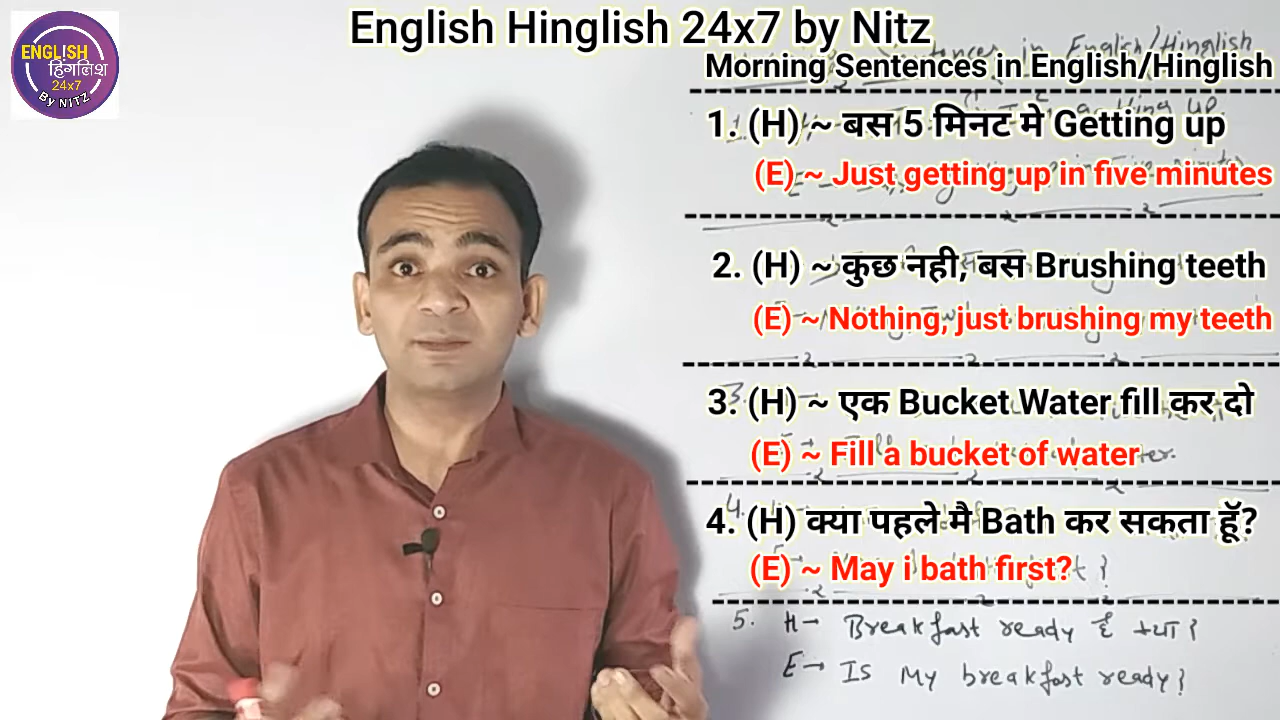 English Hinglish 24x7 by Nitz
ENGLISH
हिंगलिश
24x7
By NITZ
Morning Sentences in English/Hinglish
1. (H) ~ बस 5 मिनट मे Getting up
(E) ~ Just getting up in five minutes
2. (H) ~ कुछ नही, बस Brushing teeth
(E) ~ Nothing, just brushing my teeth
3. (H) ~ एक Bucket Water fill कर दो
(E) ~ Fill a bucket of water
4. (H) क्या पहले मै Bath कर सकता हूॅ?
(E) ~ May i bath first?
5. H→ Breakfast ready है क्या?
E→ Is My breakfast ready?